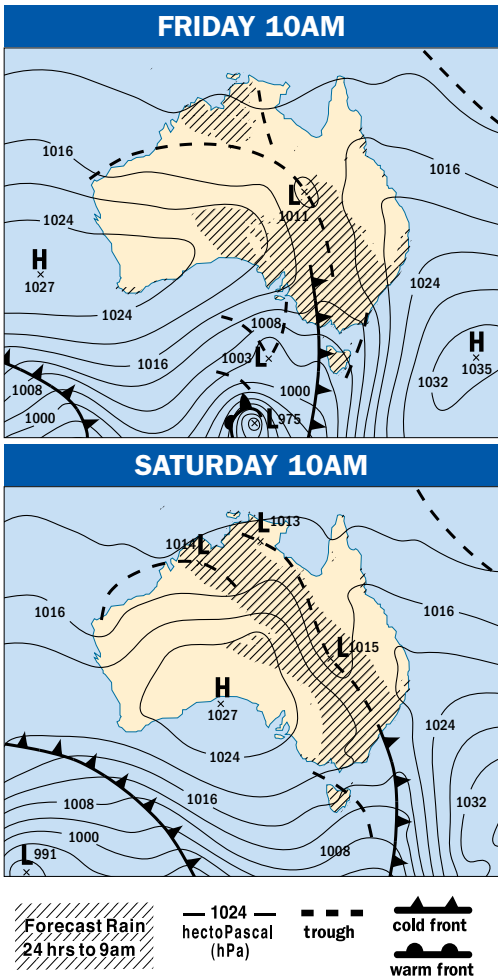 FRIDAY 10AM
1016
1016
L
1011
1024
H
1027
1024
1024
1008
1003 L
H
1035
1016
1032
1008
1000
1000
L 975
SATURDAY 10AM
L 1013
1014 L
1016
1016
L 1015
H
1027
1024
1024
1016
1008
1032
1000
1008
L 991
Forecast Rain
24 hrs to 9am
1024
hectoPascal
(hPa)
trough
cold front
warm front